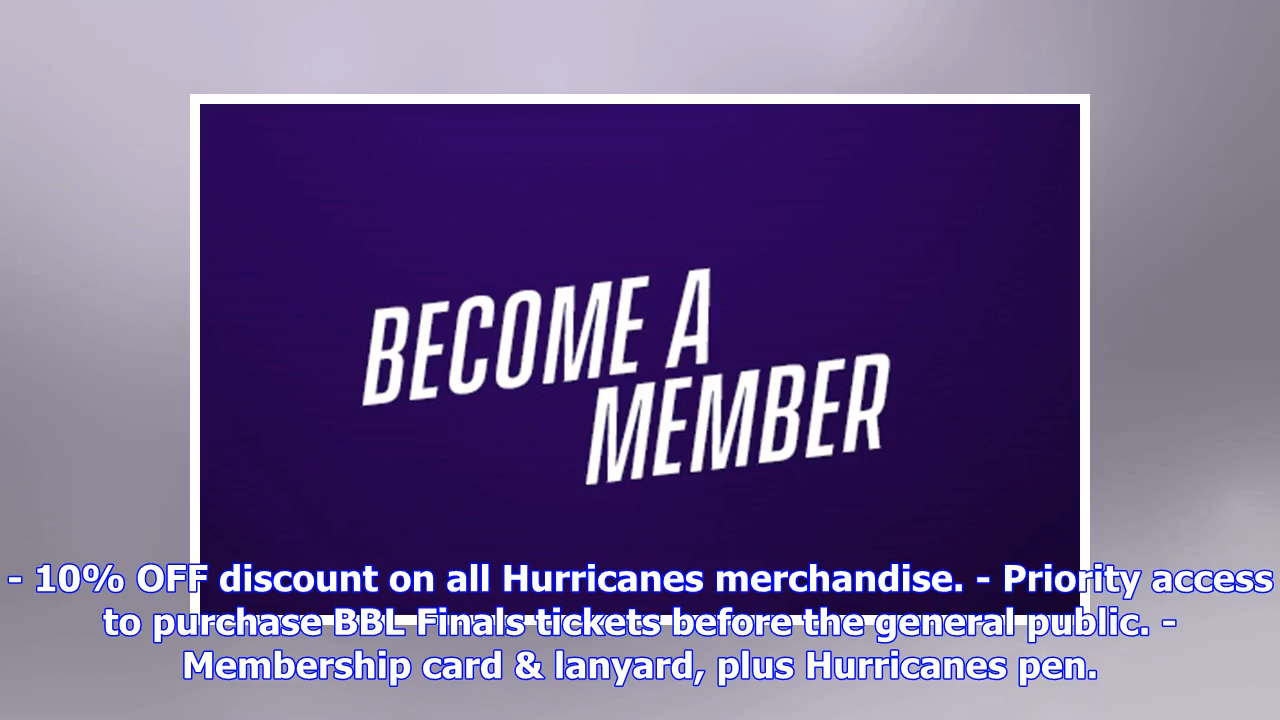 BECOME A
MEMBER
- 10% OFF discount on all Hurricanes merchandise. - Priority access
to purchase BBL Finals tickets before the general public. -
Membership card & lanyard, plus Hurricanes pen.